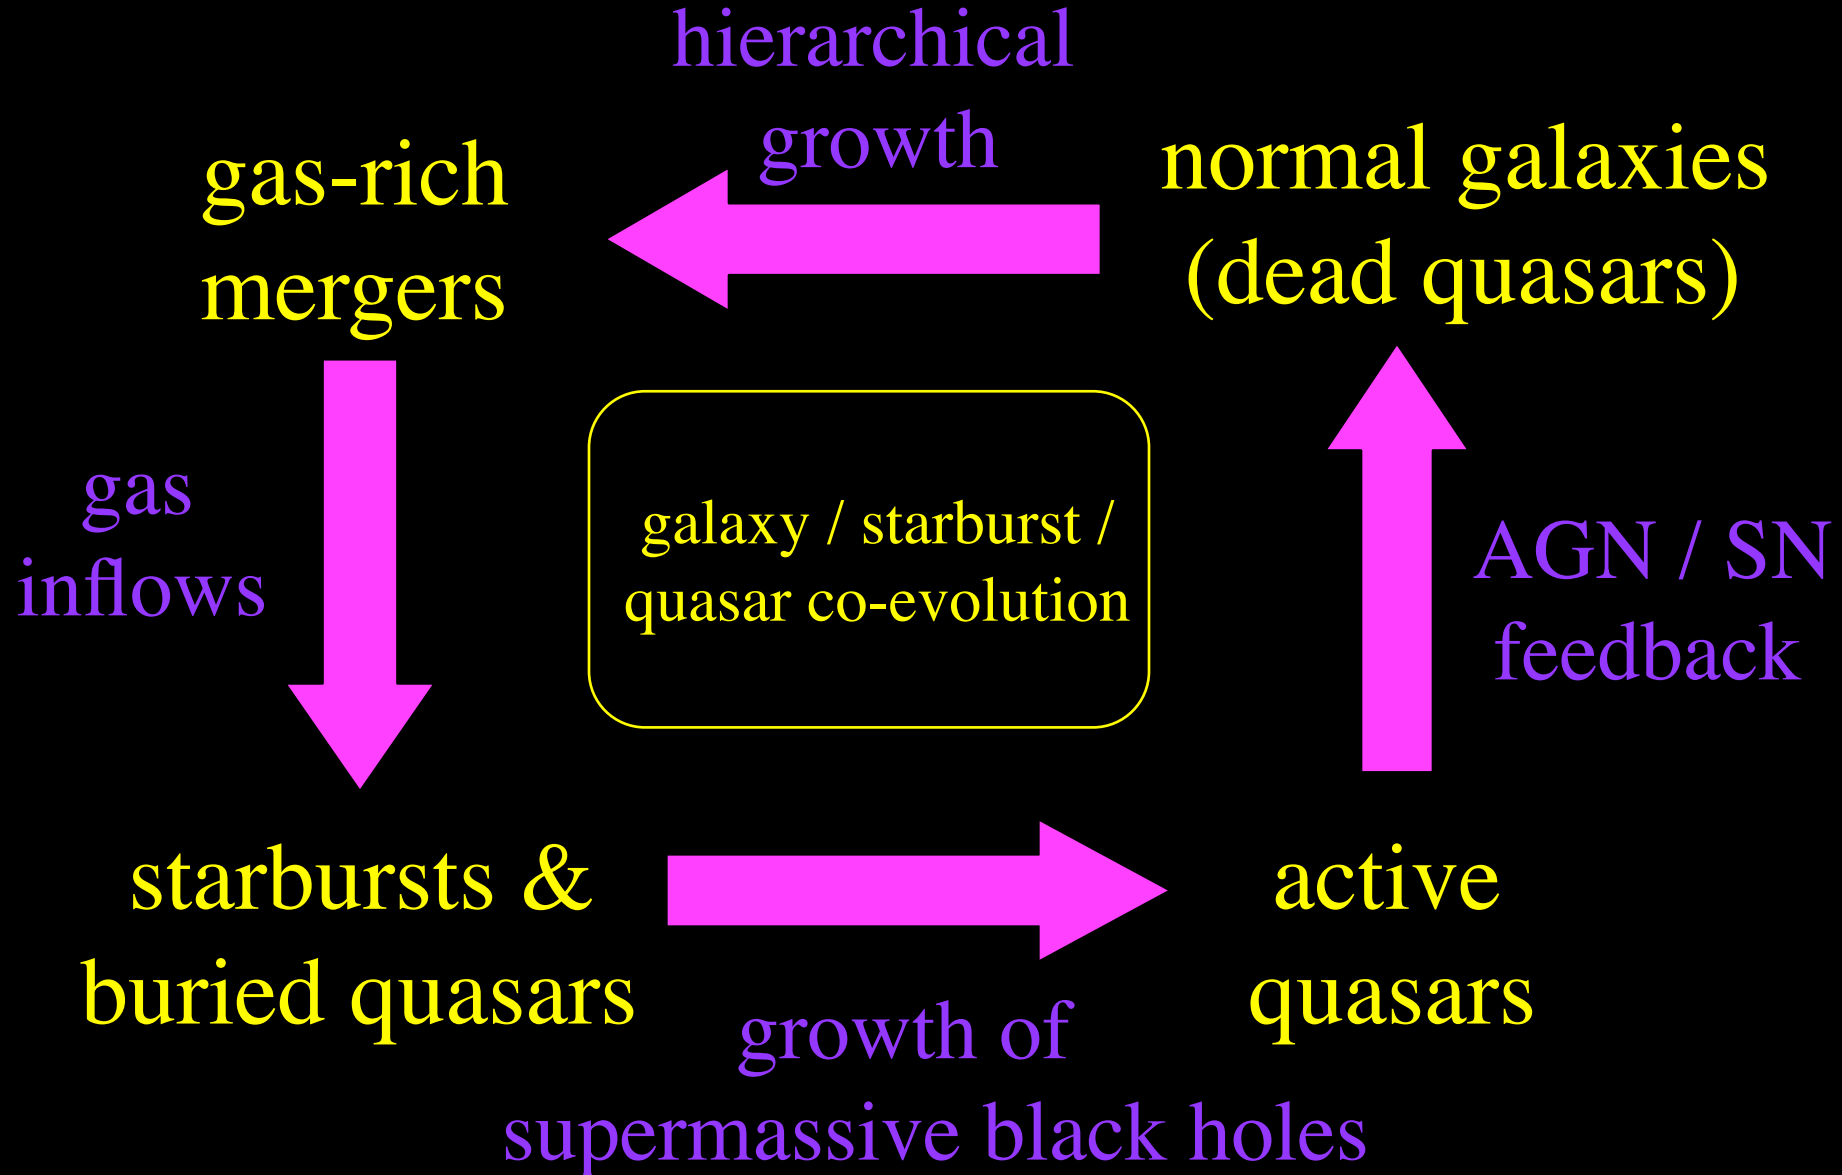 hierarchical
growth
gas-rich
mergers
normal galaxies
(dead quasars)
gas
inflows
galaxy / starburst /
quasar co-evolution
AGN / SN
feedback
starbursts &
buried quasars
active
quasars
growth of
supermassive black holes